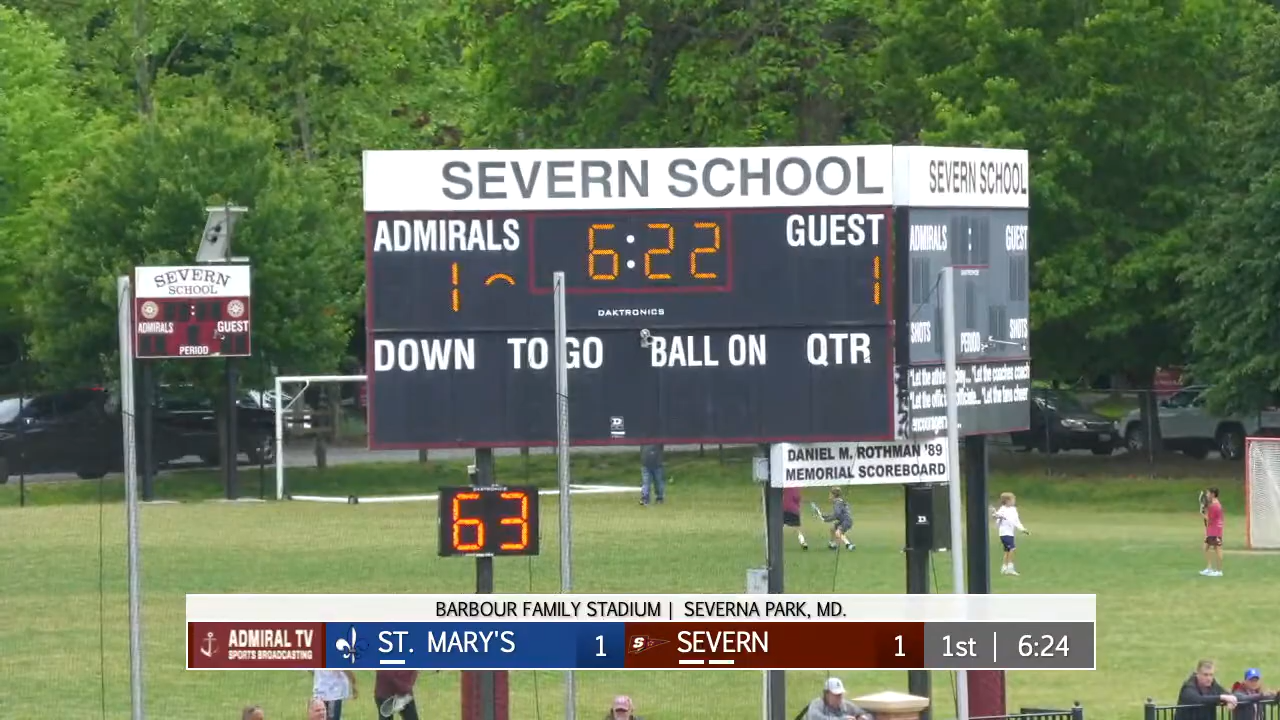 SEVERN SCHOOL
ADMIRALS 6:22 GUEST
1 1
DAKTRONICS
DOWN TO GO BALL ON QTR
SEVERN SCHOOL
ADMIRALS : GUEST
SHOTS PERIOD SHOTS
DANIEL M. ROTHMAN '89
MEMORIAL SCOREBOARD
SEVERN
SCHOOL
ADMIRALS GUEST
PERIOD
63
BARBOUR FAMILY STADIUM | SEVERNA PARK, MD.
ADMIRAL TV
SPORTS BROADCASTING
ST. MARY'S 1 SEVERN 1 1st | 6:24